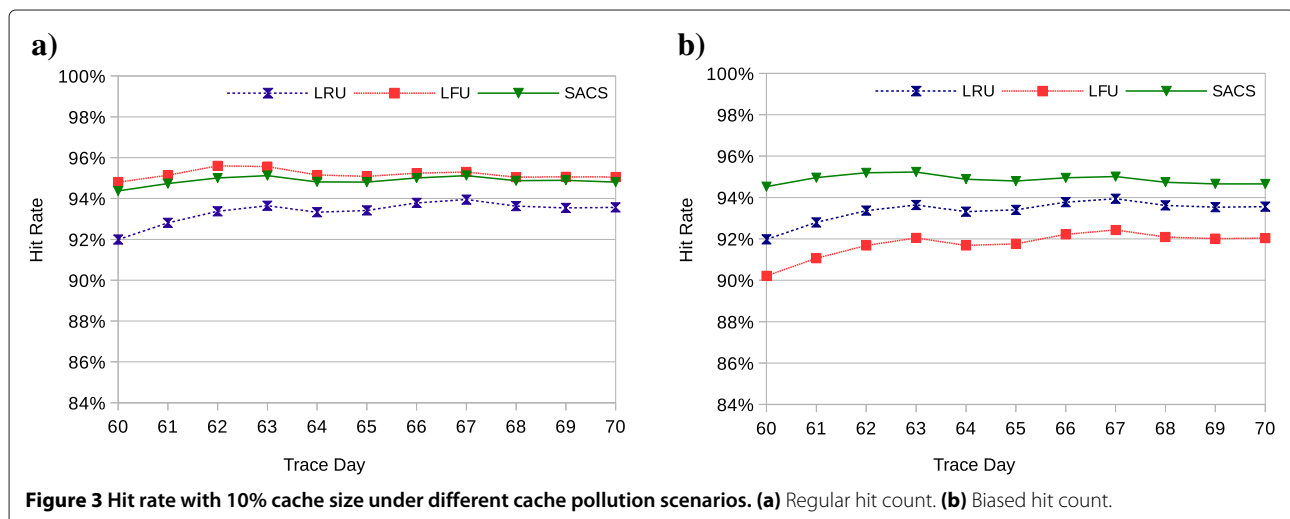 a)
100%
98%
96%
94%
92%
90%
88%
86%
84%
Hit Rate
LRU LFU SACS
60 61 62 63 64 65 66 67 68 69 70
Trace Day
b)
100%
98%
96%
94%
92%
90%
88%
86%
84%
Hit Rate
LRU LFU SACS
60 61 62 63 64 65 66 67 68 69 70
Trace Day
Figure 3 Hit rate with 10% cache size under different cache pollution scenarios. (a) Regular hit count. (b) Biased hit count.